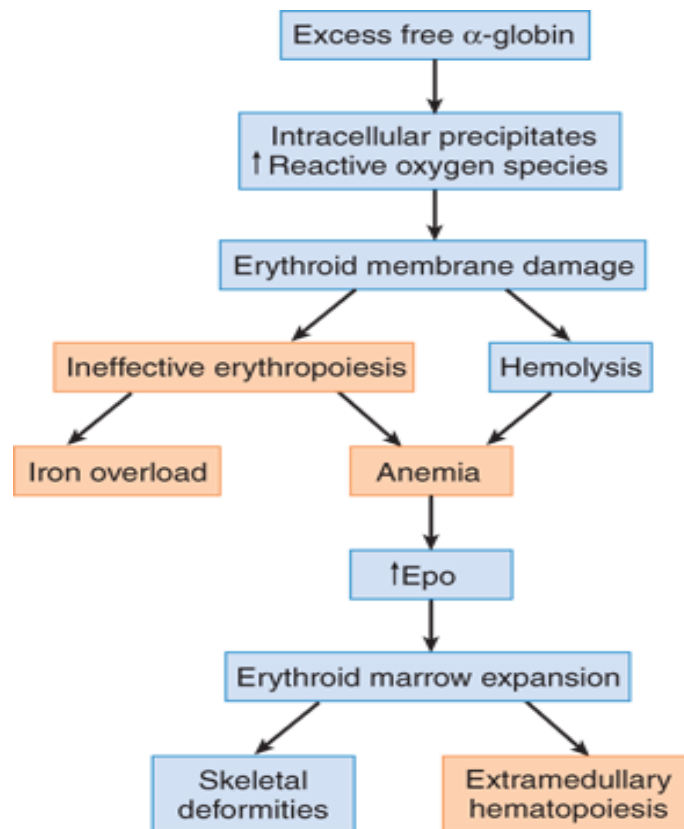 Excess free α-globin
Intracellular precipitates
↑Reactive oxygen species
Erythroid membrane damage
Ineffective erythropoiesis
Hemolysis
Iron overload
Anemia
↑Epo
Erythroid marrow expansion
Skeletal
deformities
Extramedullary
hematopoiesis